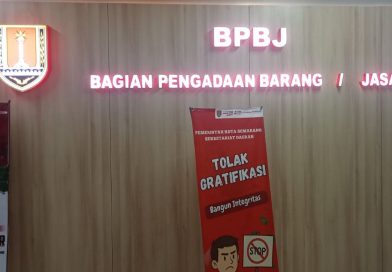 BPBJ
BAGIAN PENGADAAN BARANG / JASA
PEMERINTAH KOTA SEMARANG
SEKRETARIAT DAERAH
TOLAK
GRATIFIKASI
Bangun Integritas
STOP